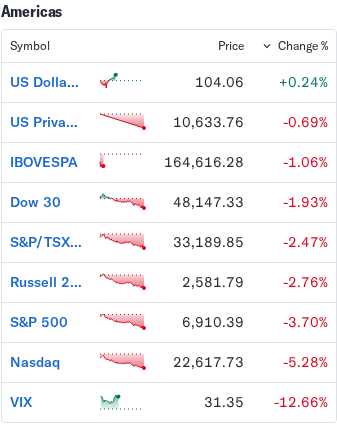 Americas
Symbol Price Change %
US Dolla... 104.06 +0.24%
US Priva... 10,633.76 -0.69%
IBOVESPA 164,616.28 -1.06%
Dow 30 48,147.33 -1.93%
S&P/TSX... 33,189.85 -2.47%
Russell 2... 2,581.79 -2.76%
S&P 500 6,910.39 -3.70%
Nasdaq 22,617.73 -5.28%
VIX 31.35 -12.66%